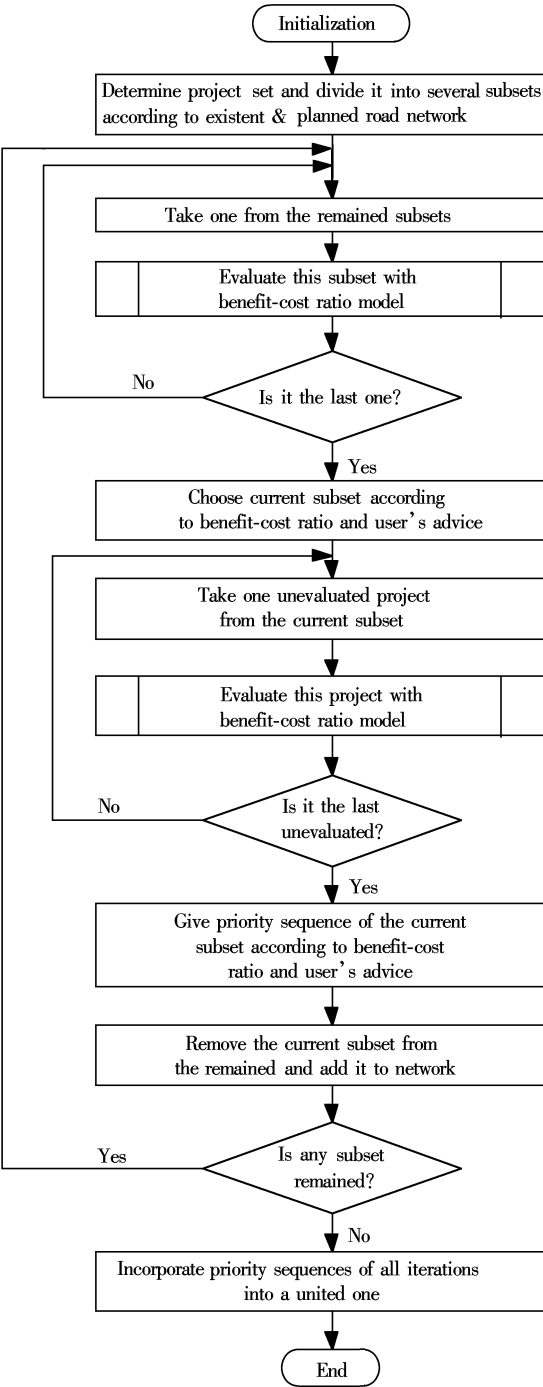 Initialization
Determine project set and divide it into several subsets
according to existent & planned road network
Take one from the remained subsets
Evaluate this subset with
benefit-cost ratio model
No
Is it the last one?
Yes
Choose current subset according
to benefit-cost ratio and user's advice
Take one unevaluated project
from the current subset
Evaluate this project with
benefit-cost ratio model
No
Is it the last
unevaluated?
Yes
Give priority sequence of the current
subset according to benefit-cost
ratio and user's advice
Remove the current subset from
the remained and add it to network
Yes
Is any subset
remained?
No
Incorporate priority sequences of all iterations
into a united one
End